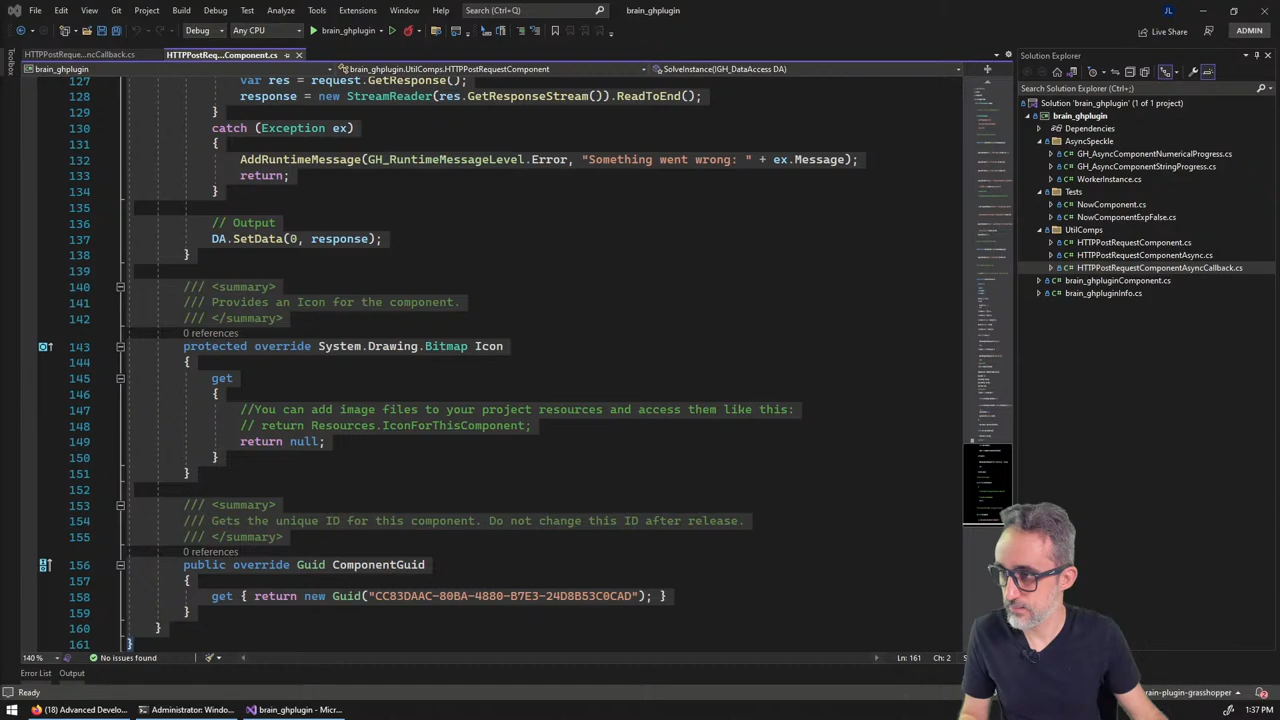 File Edit View Git Project Build Debug Test Analyze Tools Extensions Window Help Search (Ctrl+Q) brain_ghplugin JL
Debug Any CPU brain_ghplugin Live Share ADMIN
Toolbox
HTTPPostReque...ncCallback.cs HTTPPostReq...Component.cs
brain_ghplugin brain_ghplugin.UtilComps.HTTPPostRequestComponent SolveInstance(IGH_DataAccess DA)
127 var res = request.GetResponse();
128 response = new StreamReader(res.GetResponseStream()).ReadToEnd();
129 }
130 catch (Exception ex)
131 {
132 AddRuntimeMessage(GH_RuntimeMessageLevel.Error, "Something went wrong: " + ex.Message);
133 return;
134 }
135
136 // Output
137 DA.SetData(0, response);
138 }
139
140 /// <summary>
141 /// Provides an Icon for the component.
142 /// </summary>
0 references
143 protected override System.Drawing.Bitmap Icon
144 {
145 get
146 {
147 //You can add image files to your project resources and access them like this:
148 // return Resources.IconForThisComponent;
149 return null;
150 }
151 }
152
153 /// <summary>
154 /// Gets the unique ID for this component. Do not change this ID after release.
155 /// </summary>
0 references
156 public override Guid ComponentGuid
157 {
158 get { return new Guid("CC83DAAC-80BA-4880-B7E3-24D8B53C0CAD"); }
159 }
160 }
161 }
140 % No issues found Ln: 161 Ch: 2
Error List Output
Ready
Solution Explorer
Search Solution Explorer (Ctrl+;)
brain_ghplugin
Dependencies
AsyncSpeckle
GH_AsyncComponent_WithSerialProgress.cs
GH_AsyncComponent.cs
WorkerInstance.cs
NowComponent.cs
UtilComps
HTTPPostRequestComponent.cs
HTTPPostRequestComponentAsync.cs
HTTPPostRequestComponentAsyncCallback.cs
brain_ghpluginComponent.cs
brain_ghpluginInfo.cs
brain-plugin-grasshopper
(18) Advanced Develo... Administrator: Windo... brain_ghplugin - Micr... 1:37 PM